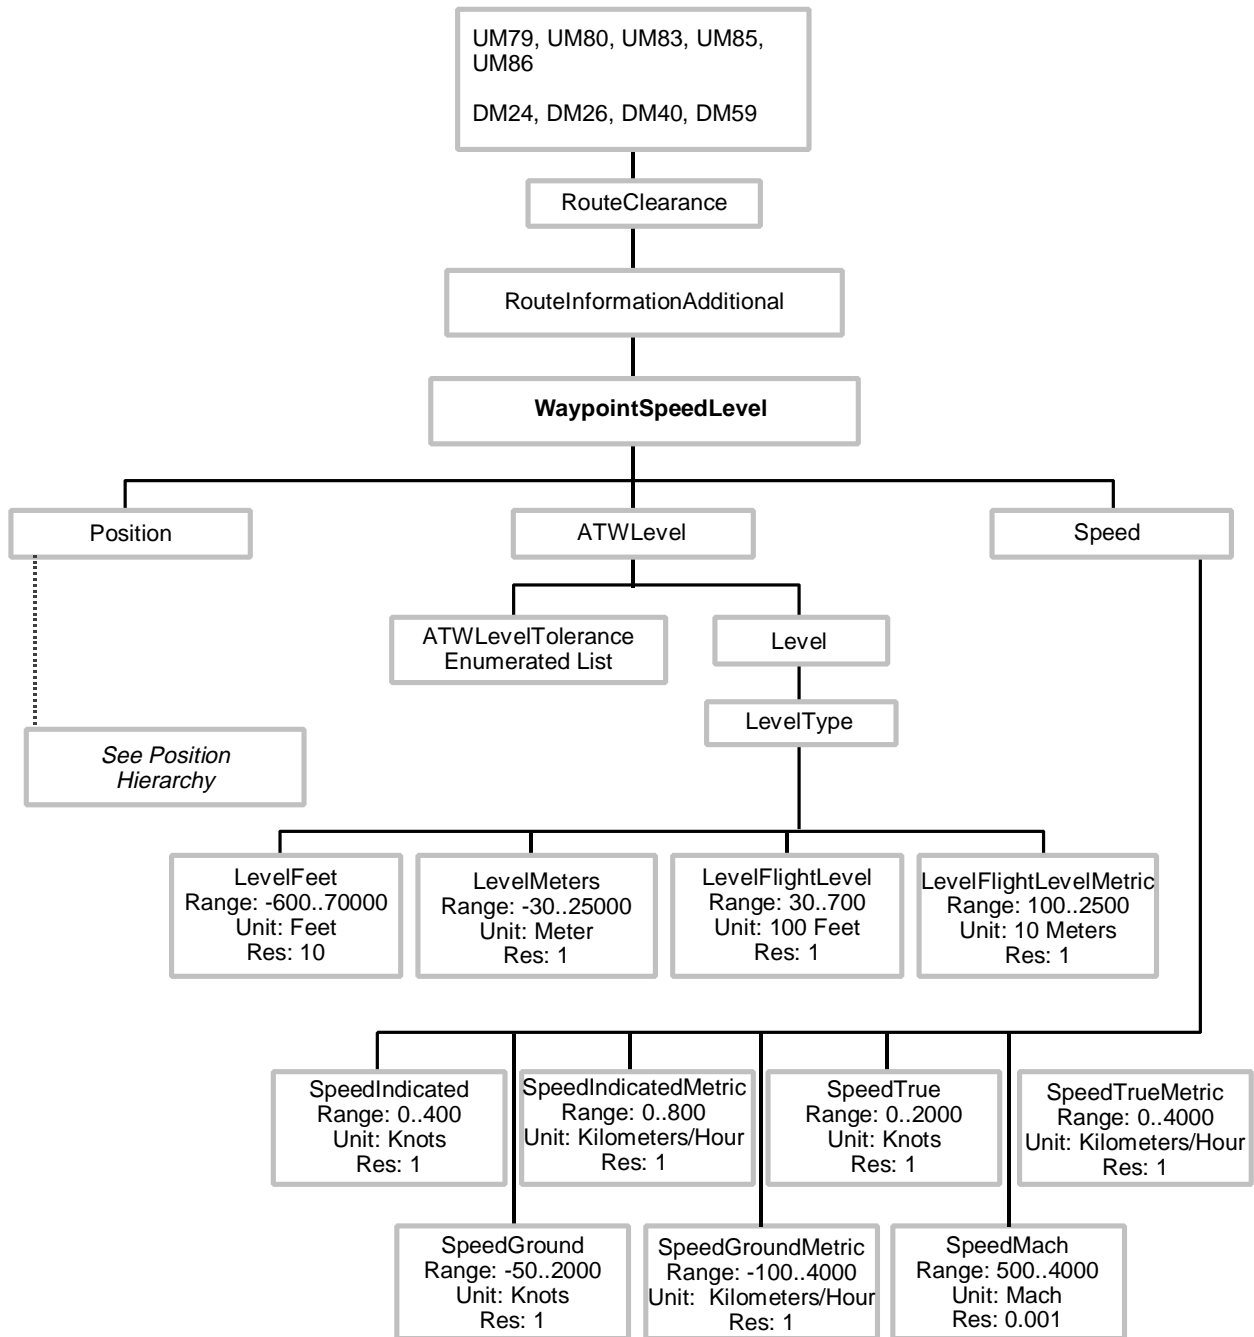 UM79, UM80, UM83, UM85,
UM86
DM24, DM26, DM40, DM59
RouteClearance
RouteInformationAdditional
WaypointSpeedLevel
Position
ATWLevel
Speed
ATWLevelTolerance
Enumerated List
Level
LevelType
See Position
Hierarchy
LevelFeet
Range: -600..70000
Unit: Feet
Res: 10
LevelMeters
Range: -30..25000
Unit: Meter
Res: 1
LevelFlightLevel
Range: 30..700
Unit: 100 Feet
Res: 1
LevelFlightLevelMetric
Range: 100..2500
Unit: 10 Meters
Res: 1
SpeedIndicated
Range: 0..400
Unit: Knots
Res: 1
SpeedIndicatedMetric
Range: 0..800
Unit: Kilometers/Hour
Res: 1
SpeedTrue
Range: 0..2000
Unit: Knots
Res: 1
SpeedTrueMetric
Range: 0..4000
Unit: Kilometers/Hour
Res: 1
SpeedGround
Range: -50..2000
Unit: Knots
Res: 1
SpeedGroundMetric
Range: -100..4000
Unit: Kilometers/Hour
Res: 1
SpeedMach
Range: 500..4000
Unit: Mach
Res: 0.001